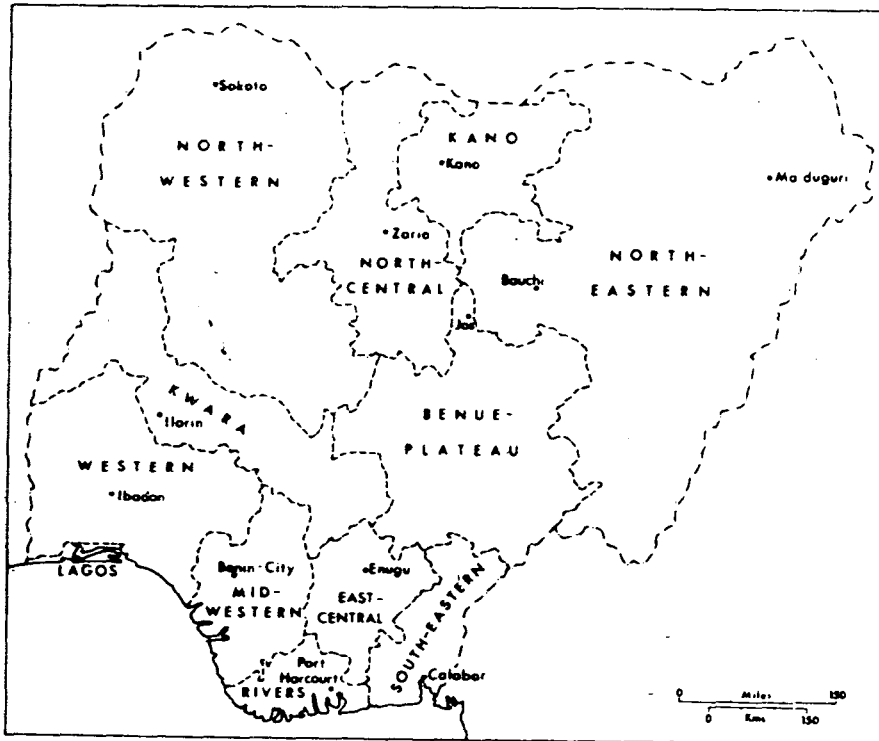 Sokoto
NORTH-
WESTERN
KANO
Kano
Ma duguri
Zaria
NORTH-
CENTRAL
Bauchi
NORTH-
EASTERN
Jos
KWARA
Ilorin
BENUE-
PLATEAU
WESTERN
Ibadan
LAGOS
Benin-City
MID-
WESTERN
Enugu
EAST-
CENTRAL
SOUTH-EASTERN
Port
Harcourt
RIVERS
Calabar
0 Miles 150
0 Kms 150